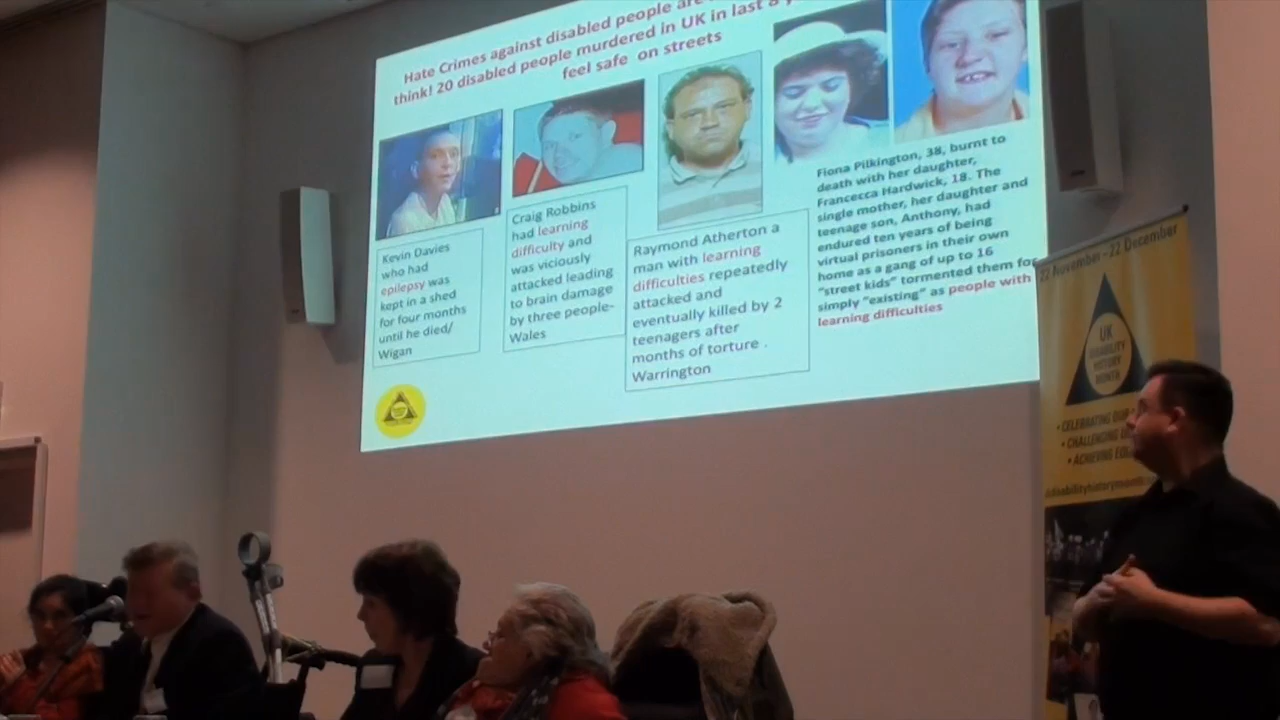 Hate Crimes against disabled people are
think! 20 disabled people murdered in UK in last 8
feel safe on streets
Kevin Davies
who had
epilepsy was
kept in a shed
for four months
until he died/
Wigan
Craig Robbins
had learning
difficulty and
was viciously
attacked leading
to brain damage
by three people-
Wales
Raymond Atherton a
man with learning
difficulties repeatedly
attacked and
eventually killed by 2
teenagers after
months of torture .
Warrington
Fiona Pilkington, 38, burnt to
death with her daughter,
Francecca Hardwick, 18. The
single mother, her daughter and
teenage son, Anthony, had
endured ten years of being
virtual prisoners in their own
home as a gang of up to 16
"street kids" tormented them for
simply "existing" as people with
learning difficulties
22 November - 22 December
UK
DISABILITY
HISTORY
MONTH
• CELEBRATING OUR
• CHALLENGING
• ACHIEVING